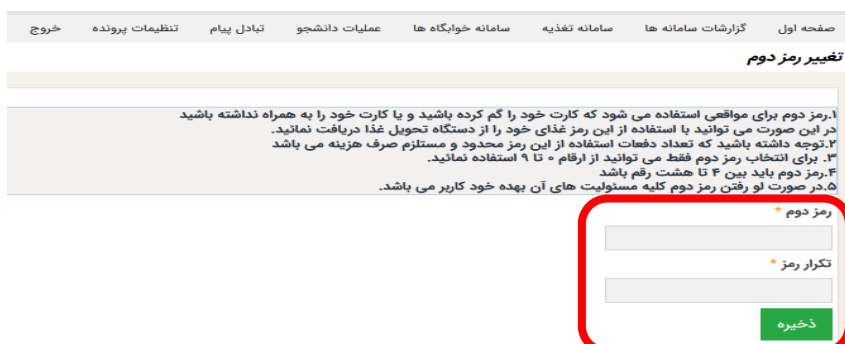 صفحه اول گزارشات سامانه ها سامانه تغذیه سامانه خوابگاه ها عملیات دانشجو تبادل پیام تنظیمات پرونده خروج
تغییر رمز دوم
۱.رمز دوم برای مواقعی استفاده می شود که کارت خود را گم کرده باشید و یا کارت خود را به همراه نداشته باشید
در این صورت می توانید با استفاده از این رمز غذای خود را از دستگاه تحویل غذا دریافت نمائید.
۲.توجه داشته باشید که تعداد دفعات استفاده از این رمز محدود و مستلزم صرف هزینه می باشد
۳. برای انتخاب رمز دوم فقط می توانید از ارقام ۰ تا ۹ استفاده نمائید.
۴.رمز دوم باید بین ۴ تا هشت رقم باشد
۵.در صورت لو رفتن رمز دوم کلیه مسئولیت های آن بهده خود کاربر می باشد.
رمز دوم *
تکرار رمز *
ذخیره